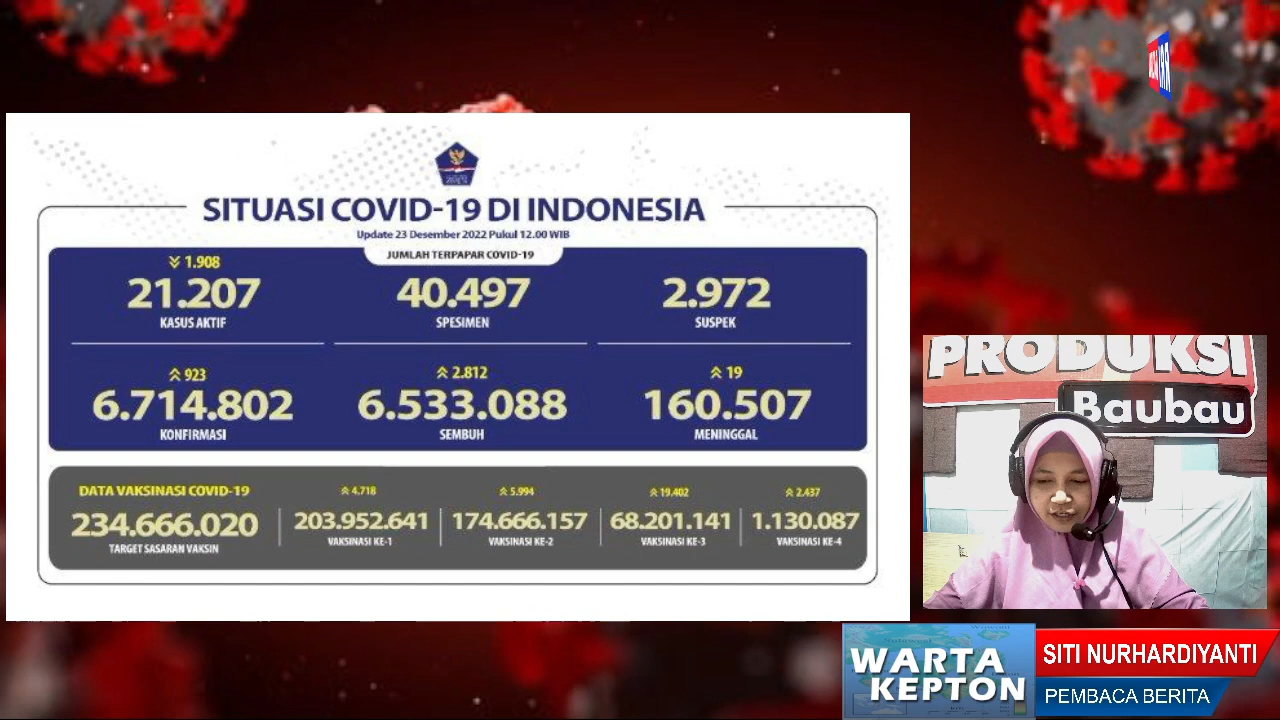 SITUASI COVID-19 DI INDONESIA
Update 23 Desember 2022 Pukul 12.00 WIB
JUMLAH TERPAPAR COVID-19
1.908
21.207
KASUS AKTIF
40.497
SPESIMEN
2.972
SUSPEK
923
6.714.802
KONFIRMASI
2.812
6.533.088
SEMBUH
19
160.507
MENINGGAL
DATA VAKSINASI COVID-19
234.666.020
TARGET SASARAN VAKSIN
4.718
203.952.641
VAKSINASI KE-1
5.994
174.666.157
VAKSINASI KE-2
19.402
68.201.141
VAKSINASI KE-3
2.437
1.130.087
VAKSINASI KE-4
PRODUKSI
Baubau
WARTA
KEPTON
SITI NURHARDIYANTI
PEMBACA BERITA